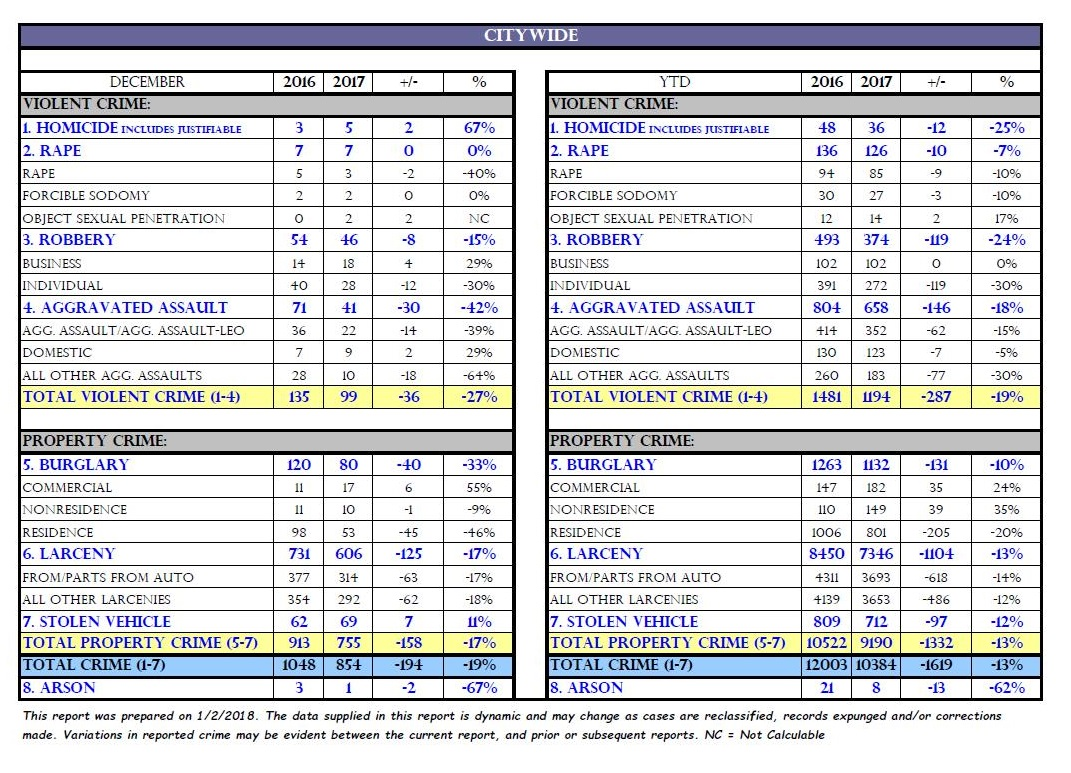 CITYWIDE
DECEMBER 2016 2017 +/- %
VIOLENT CRIME:
1. HOMICIDE INCLUDES JUSTIFIABLE 3 5 2 67%
2. RAPE 7 7 0 0%
RAPE 5 3 -2 -40%
FORCIBLE SODOMY 2 2 0 0%
OBJECT SEXUAL PENETRATION 0 2 2 NC
3. ROBBERY 54 46 -8 -15%
BUSINESS 14 18 4 29%
INDIVIDUAL 40 28 -12 -30%
4. AGGRAVATED ASSAULT 71 41 -30 -42%
AGG. ASSAULT/AGG. ASSAULT-LEO 36 22 -14 -39%
DOMESTIC 7 9 2 29%
ALL OTHER AGG. ASSAULTS 28 10 -18 -64%
TOTAL VIOLENT CRIME (1-4) 135 99 -36 -27%
PROPERTY CRIME:
5. BURGLARY 120 80 -40 -33%
COMMERCIAL 11 17 6 55%
NONRESIDENCE 11 10 -1 -9%
RESIDENCE 98 53 -45 -46%
6. LARCENY 731 606 -125 -17%
FROM/PARTS FROM AUTO 377 314 -63 -17%
ALL OTHER LARCENIES 354 292 -62 -18%
7. STOLEN VEHICLE 62 69 7 11%
TOTAL PROPERTY CRIME (5-7) 913 755 -158 -17%
TOTAL CRIME (1-7) 1048 854 -194 -19%
8. ARSON 3 1 -2 -67%
YTD 2016 2017 +/- %
VIOLENT CRIME:
1. HOMICIDE INCLUDES JUSTIFIABLE 48 36 -12 -25%
2. RAPE 136 126 -10 -7%
RAPE 94 85 -9 -10%
FORCIBLE SODOMY 30 27 -3 -10%
OBJECT SEXUAL PENETRATION 12 14 2 17%
3. ROBBERY 493 374 -119 -24%
BUSINESS 102 102 0 0%
INDIVIDUAL 391 272 -119 -30%
4. AGGRAVATED ASSAULT 804 658 -146 -18%
AGG. ASSAULT/AGG. ASSAULT-LEO 414 352 -62 -15%
DOMESTIC 130 123 -7 -5%
ALL OTHER AGG. ASSAULTS 260 183 -77 -30%
TOTAL VIOLENT CRIME (1-4) 1481 1194 -287 -19%
PROPERTY CRIME:
5. BURGLARY 1263 1132 -131 -10%
COMMERCIAL 147 182 35 24%
NONRESIDENCE 110 149 39 35%
RESIDENCE 1006 801 -205 -20%
6. LARCENY 8450 7346 -1104 -13%
FROM/PARTS FROM AUTO 4311 3693 -618 -14%
ALL OTHER LARCENIES 4139 3653 -486 -12%
7. STOLEN VEHICLE 809 712 -97 -12%
TOTAL PROPERTY CRIME (5-7) 10522 9190 -1332 -13%
TOTAL CRIME (1-7) 12003 10384 -1619 -13%
8. ARSON 21 8 -13 -62%
This report was prepared on 1/2/2018. The data supplied in this report is dynamic and may change as cases are reclassified, records expunged and/or corrections
made. Variations in reported crime may be evident between the current report, and prior or subsequent reports. NC = Not Calculable